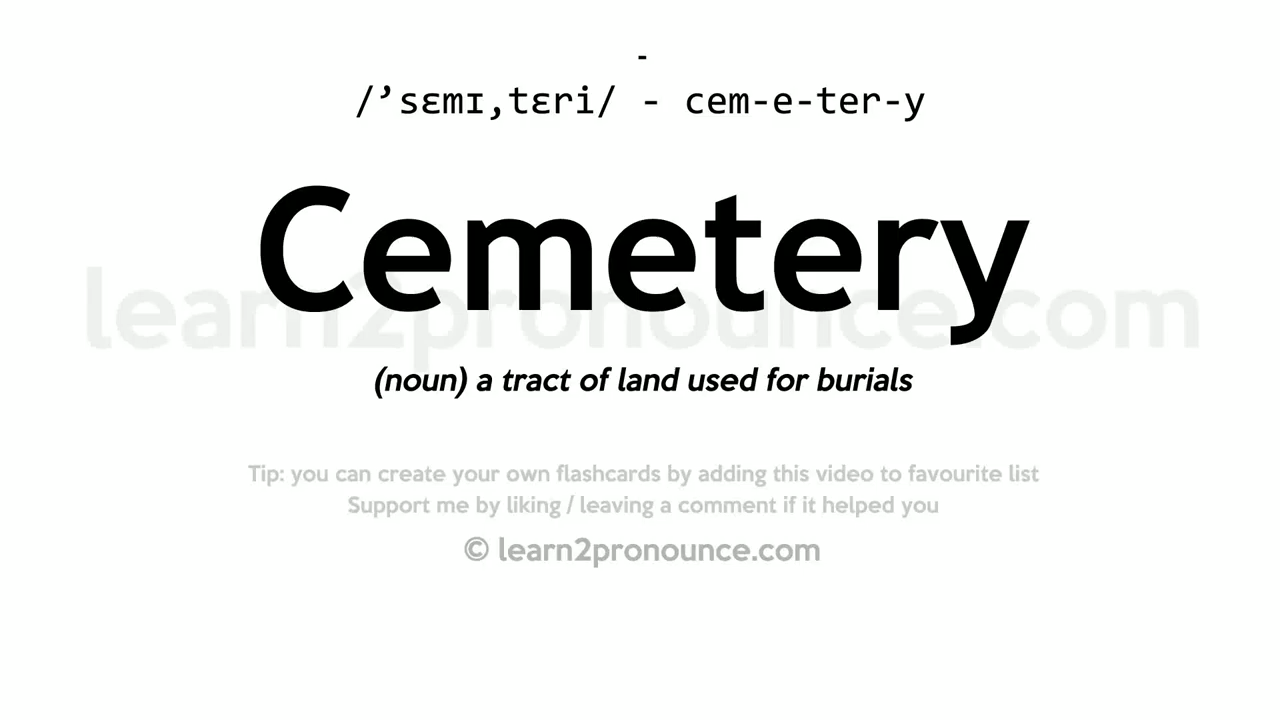 -
/’sɛmɪ,tɛri/ - cem-e-ter-y
Cemetery
learn2pronounce.com
(noun) a tract of land used for burials
Tip: you can create your own flashcards by adding this video to favourite list
Support me by liking / leaving a comment if it helped you
© learn2pronounce.com